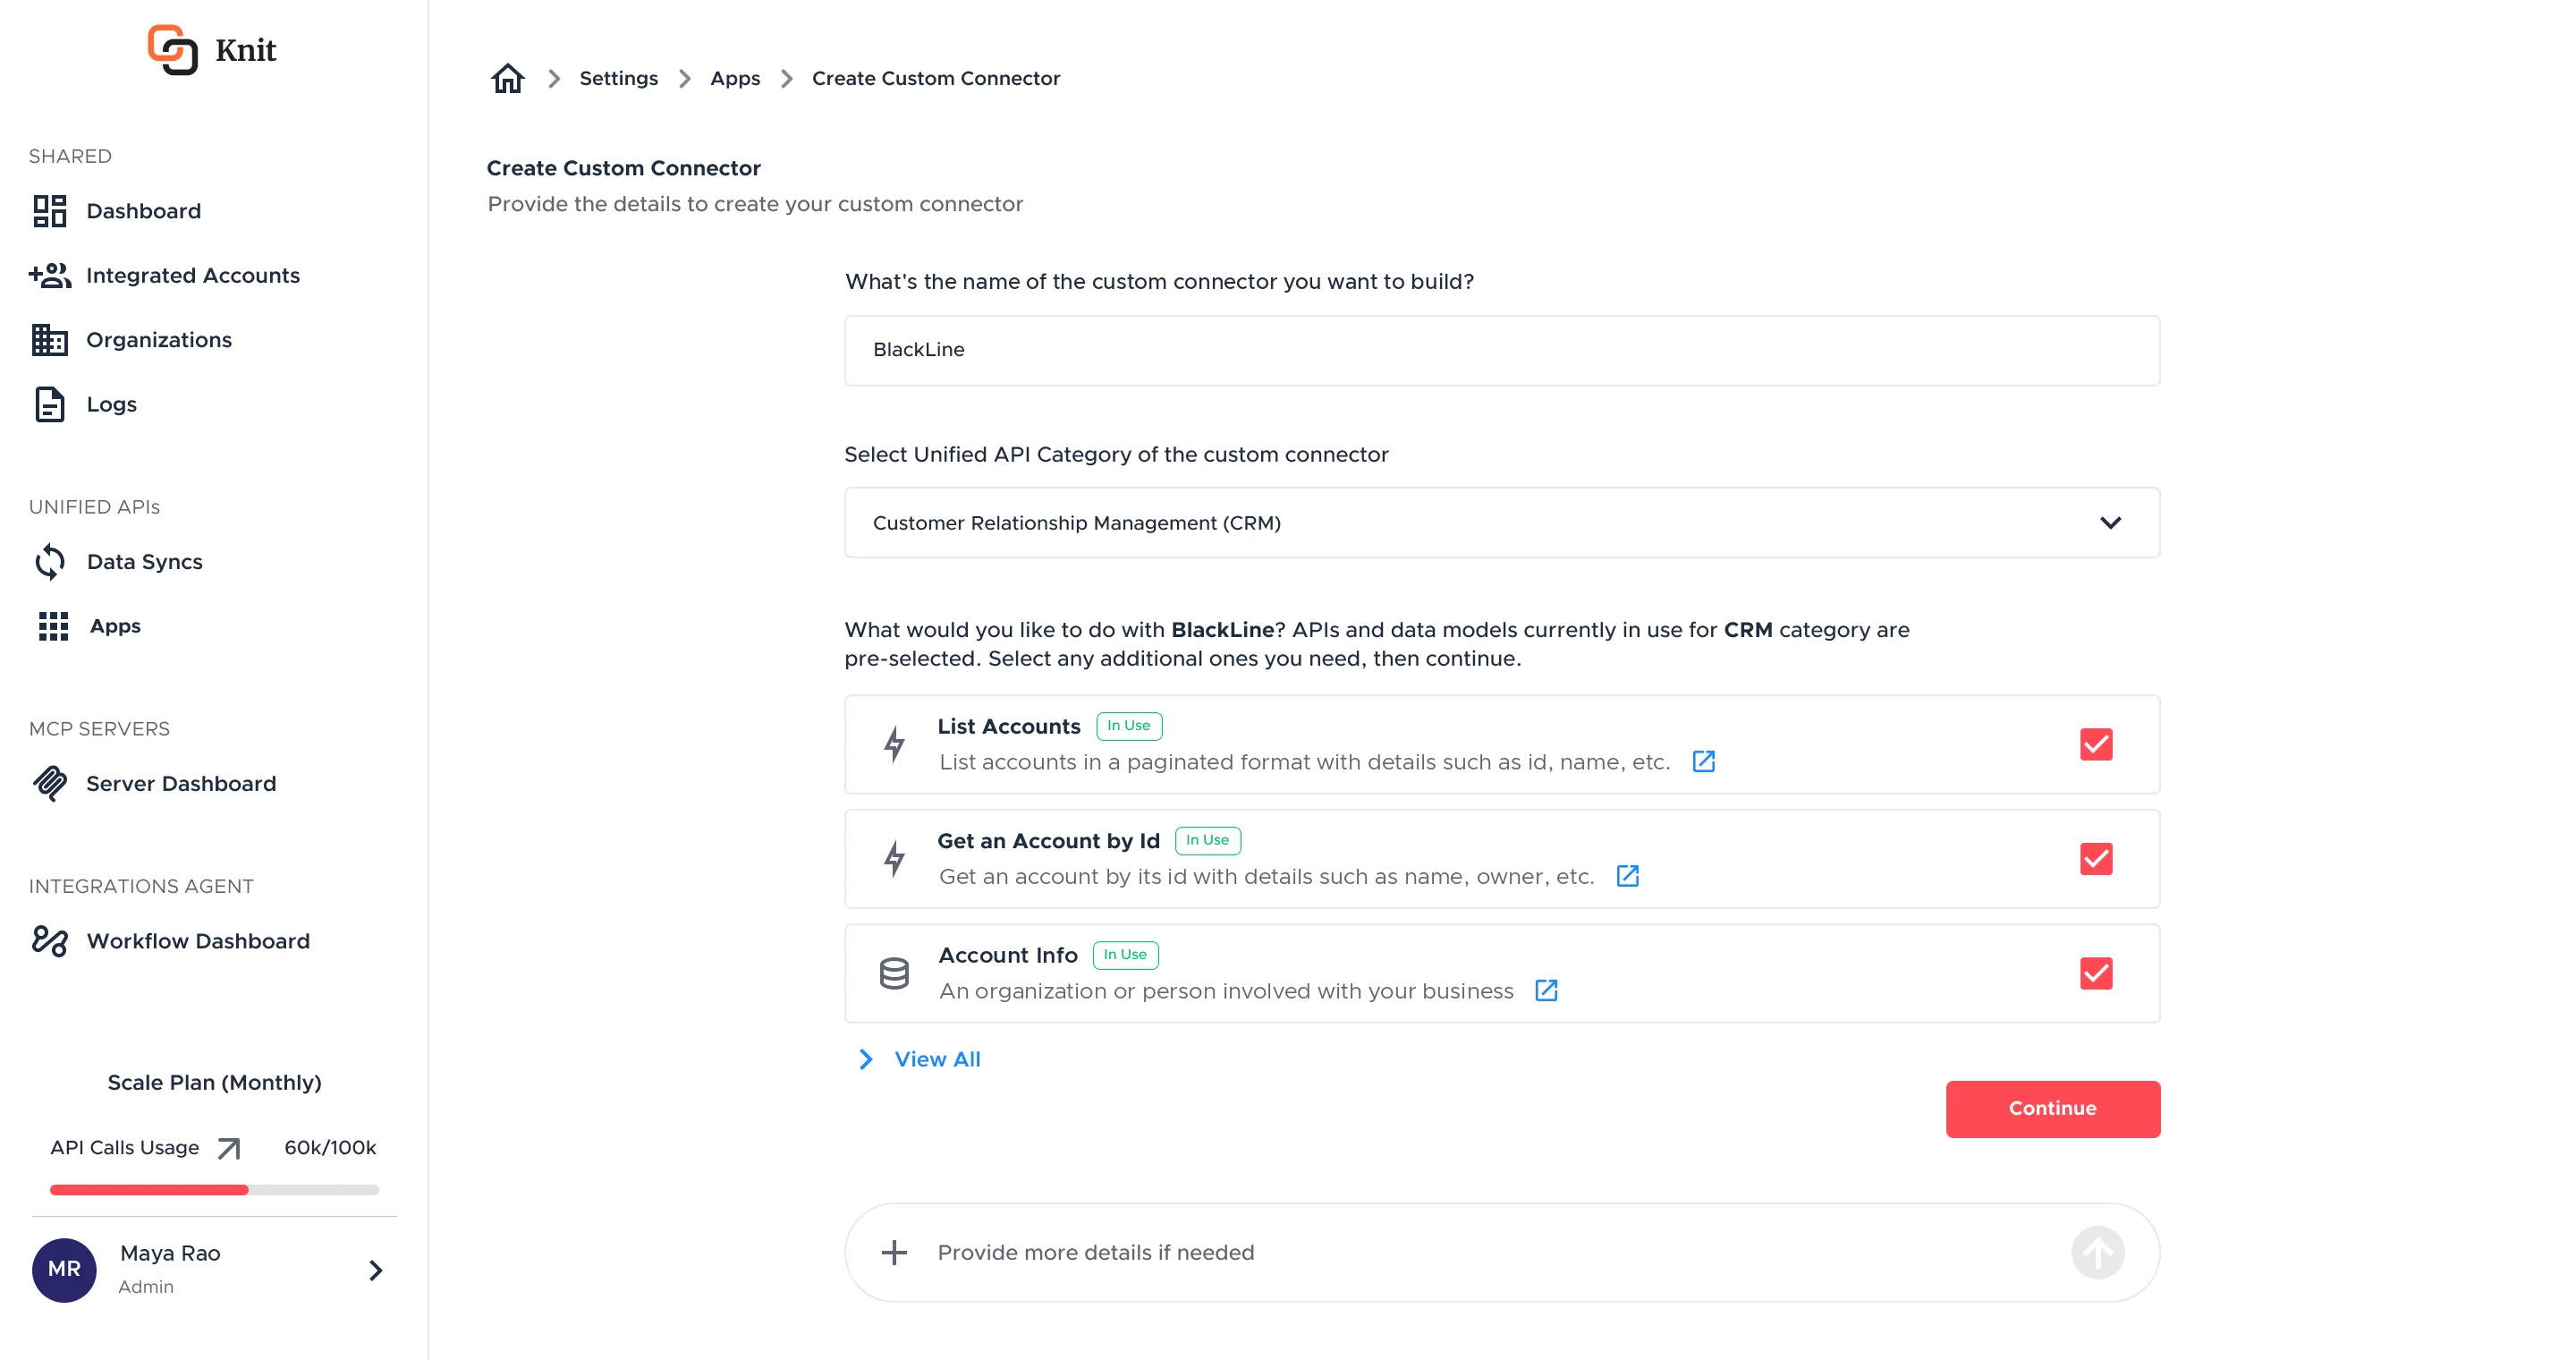 Knit
SHARED
Dashboard
Integrated Accounts
Organizations
Logs
UNIFIED APIs
Data Syncs
Apps
MCP SERVERS
Server Dashboard
INTEGRATIONS AGENT
Workflow Dashboard
Scale Plan (Monthly)
API Calls Usage 60k/100k
MR
Maya Rao
Admin
Settings Apps Create Custom Connector
Create Custom Connector
Provide the details to create your custom connector
What's the name of the custom connector you want to build?
BlackLine
Select Unified API Category of the custom connector
Customer Relationship Management (CRM)
What would you like to do with BlackLine? APIs and data models currently in use for CRM category are
pre-selected. Select any additional ones you need, then continue.
List Accounts In Use
List accounts in a paginated format with details such as id, name, etc.
Get an Account by Id In Use
Get an account by its id with details such as name, owner, etc.
Account Info In Use
An organization or person involved with your business
View All
Continue
Provide more details if needed